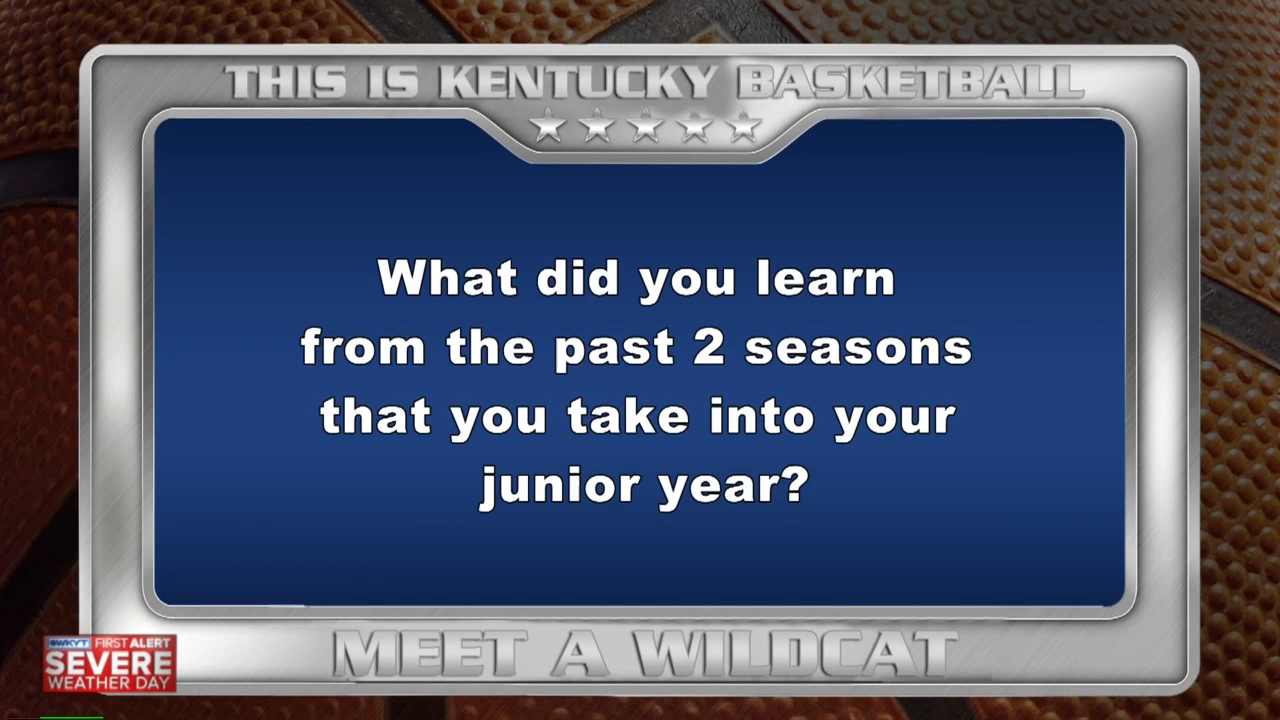 THIS IS KENTUCKY BASKETBALL
What did you learn
from the past 2 seasons
that you take into your
junior year?
MEET A WILDCAT
WKYT FIRST ALERT
SEVERE
WEATHER DAY